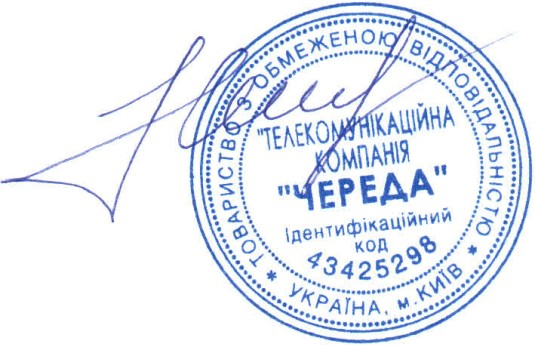 ТОВАРИСТВО З ОБМЕЖЕНОЮ ВІДПОВІДАЛЬНІСТЮ
"ТЕЛЕКОМУНІКАЦІЙНА
КОМПАНІЯ
"ЧЕРЕДА"
Ідентифікаційний
код
43425298
* УКРАЇНА, м. КИЇВ *